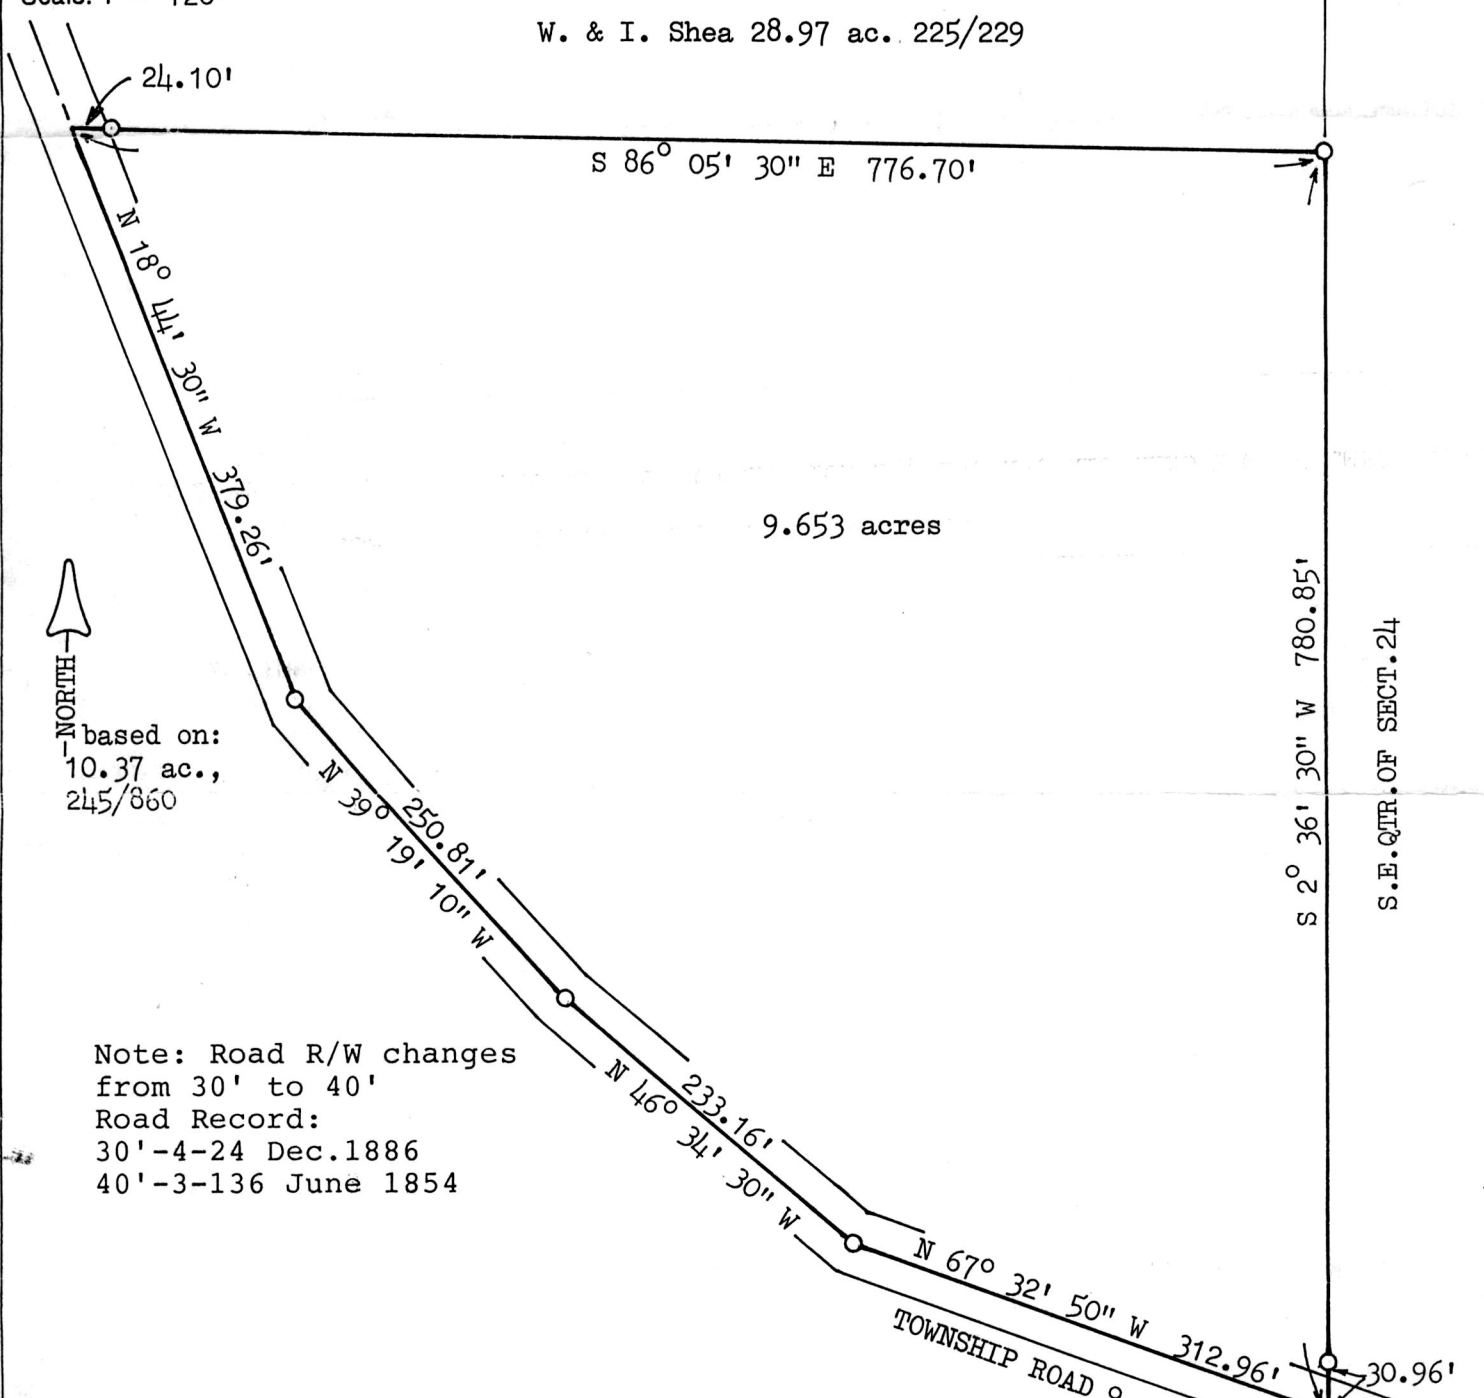 W. & I. Shea 28.97 ac. 225/229
24.10'
S 86° 05' 30" E 776.70'
N 18° 44' 30" W 379.26'
9.653 acres
S 2° 36' 30" W 780.85'
S.E.QTR.OF SECT.24
NORTH
based on:
10.37 ac.,
245/860
N 39° 19' 10" W 250.81'
Note: Road R/W changes
from 30' to 40'
Road Record:
30'-4-24 Dec.1886
40'-3-136 June 1854
N 46° 34' 30" W 233.16'
N 67° 32' 50" W 312.96'
TOWNSHIP ROAD
30.96'